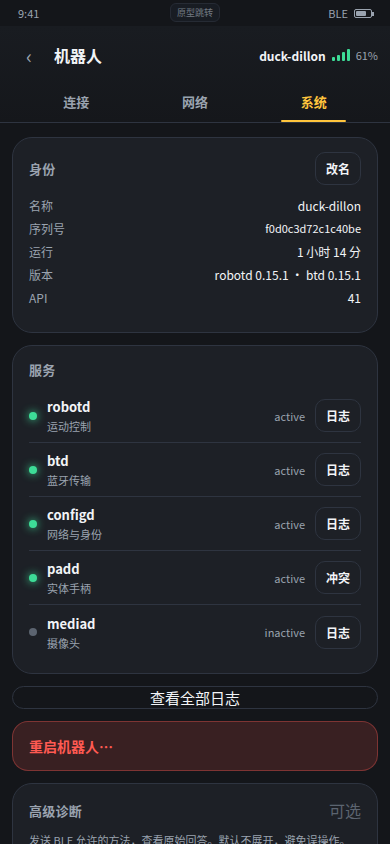 9:41
原型跳转
BLE
‹ 机器人
duck-dillon 61%
连接 网络 系统
身份 改名
名称 duck-dillon
序列号 f0d0c3d72c1c40be
运行 1 小时 14 分
版本 robotd 0.15.1 · btd 0.15.1
API 41
服务
robotd active 日志
运动控制
btd active 日志
蓝牙传输
configd active 日志
网络与身份
padd active 冲突
实体手柄
mediad inactive 日志
摄像头
查看全部日志
重启机器人…
高级诊断 可选
发送 BLE 允许的方法，查看原始回答。默认不展开，避免误操作。